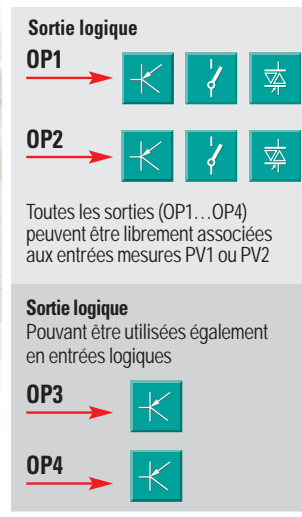 Sortie logique
OP1
OP2
Toutes les sorties (OP1…OP4)
peuvent être librement associées
aux entrées mesures PV1 ou PV2
Sortie logique
Pouvant être utilisées également
en entrées logiques
OP3
OP4